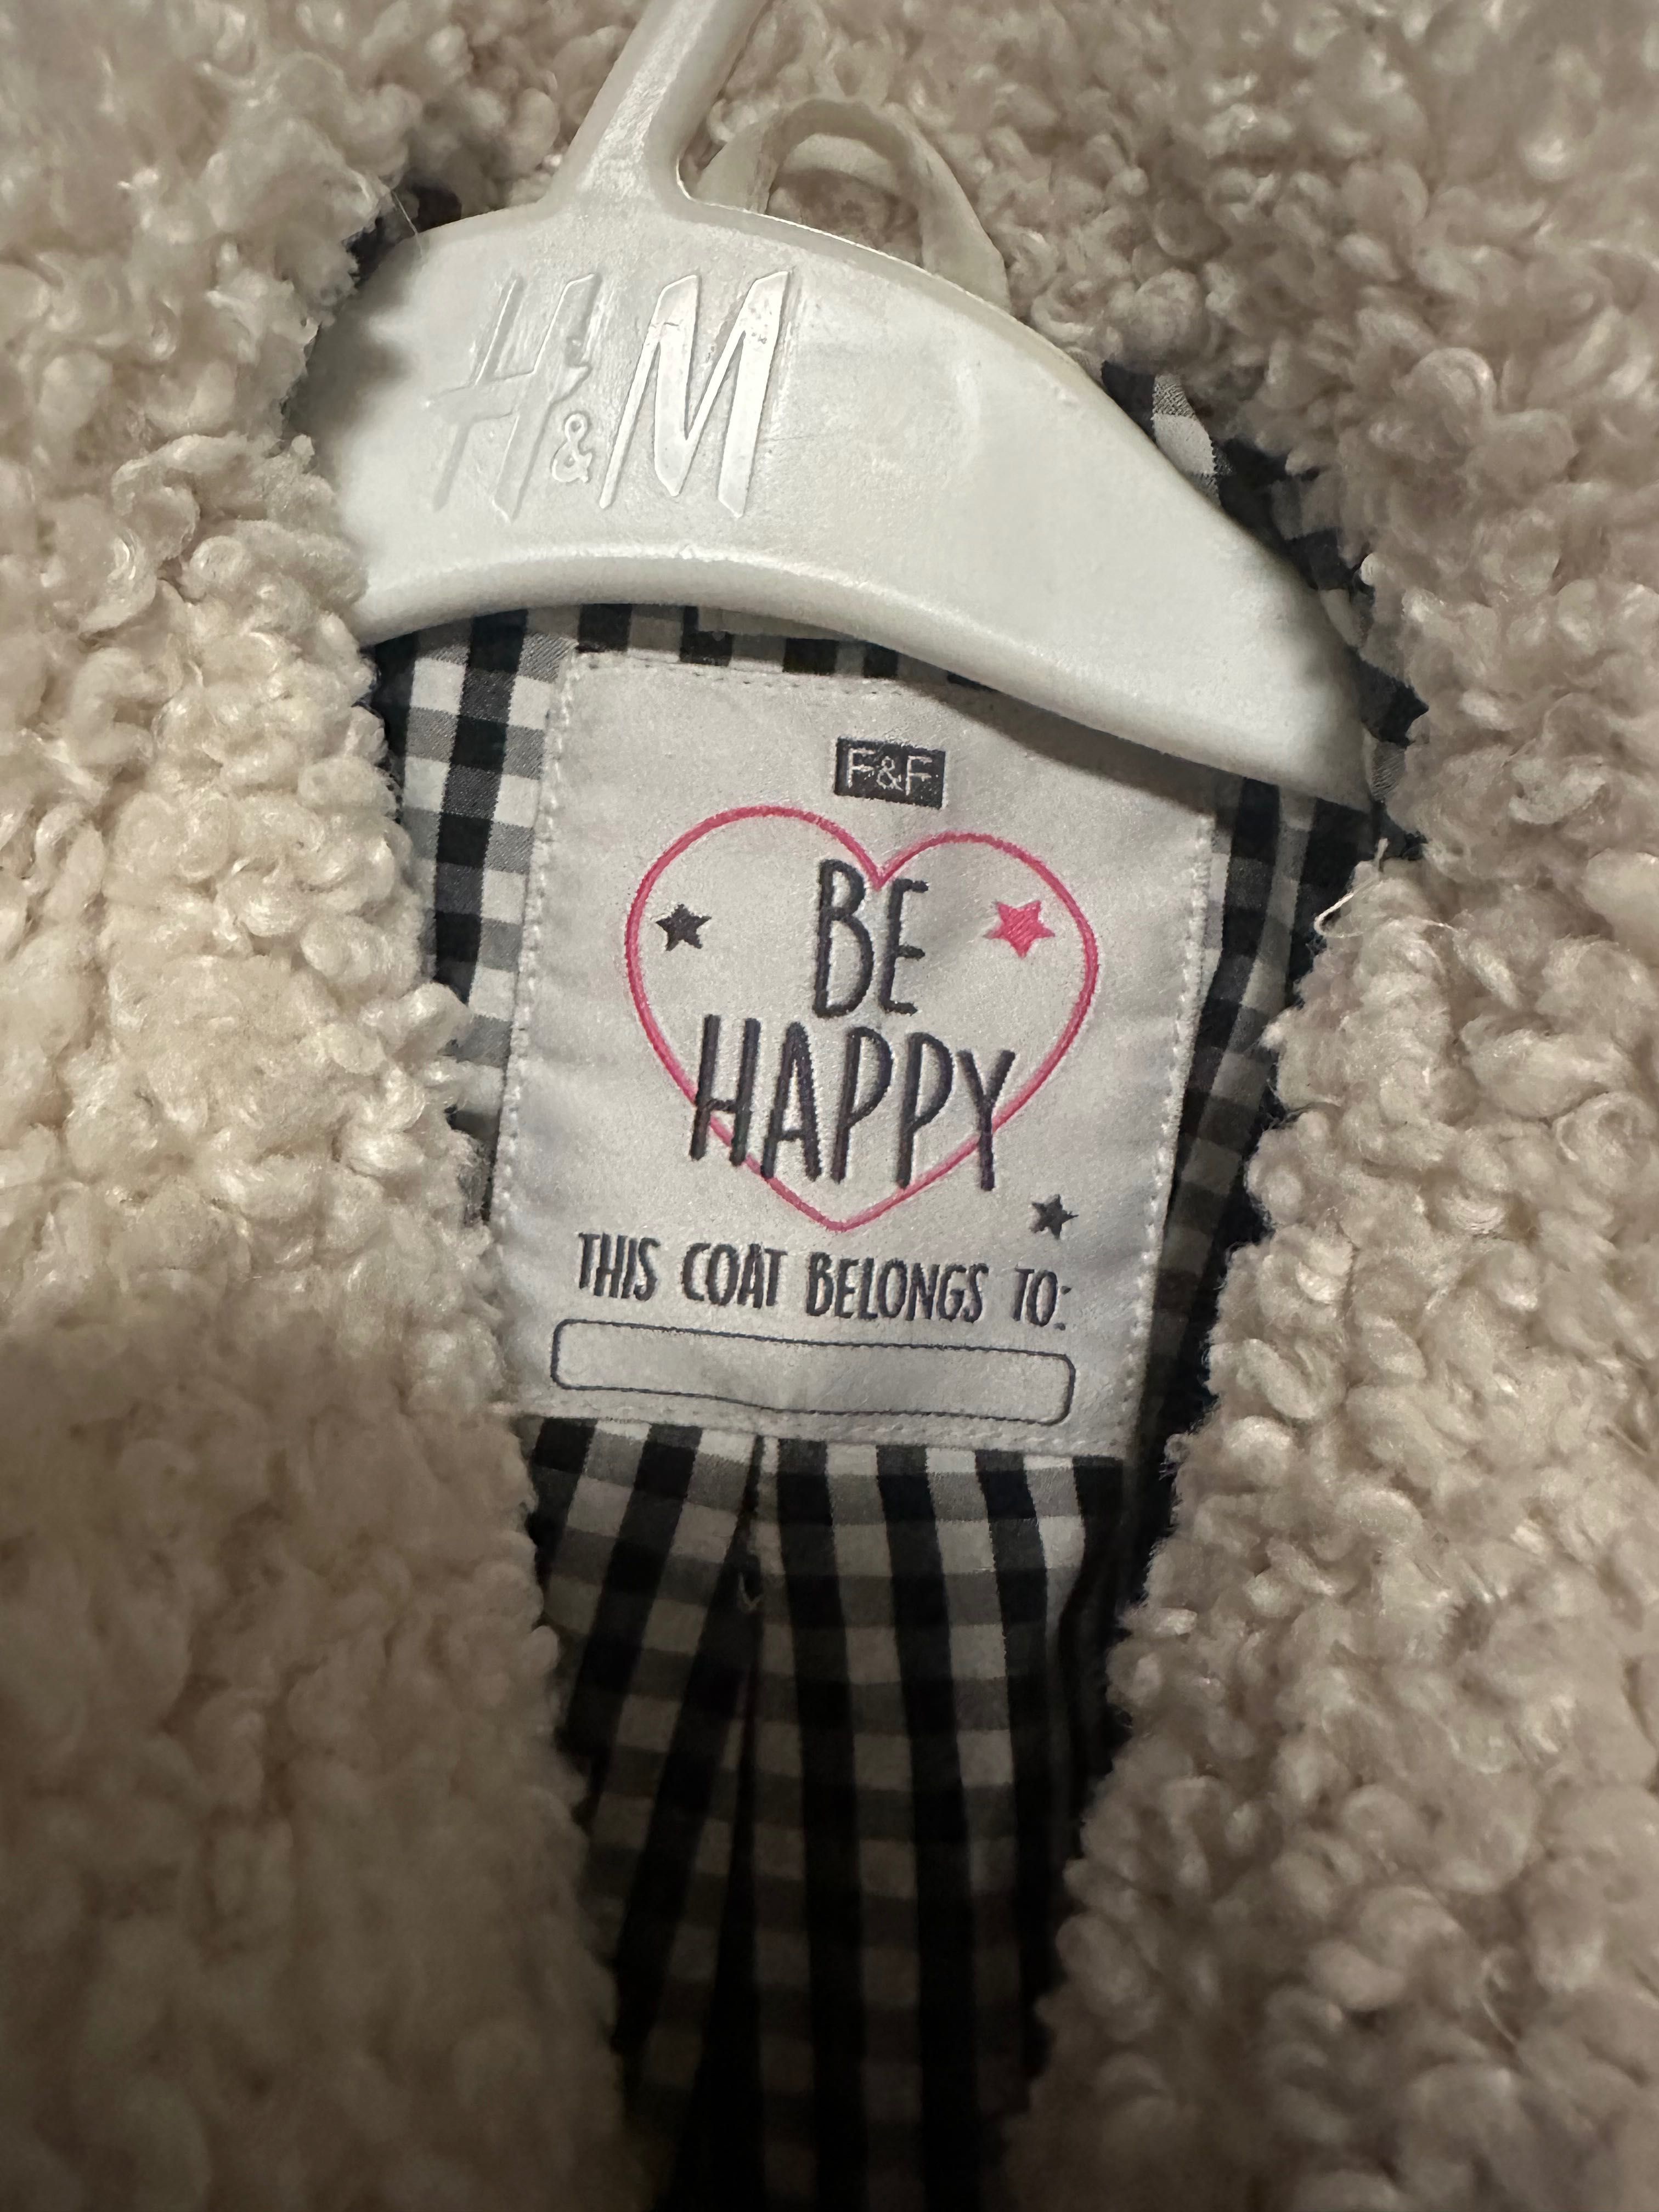 H&M
F&F
BE
HAPPY
THIS COAT BELONGS TO: